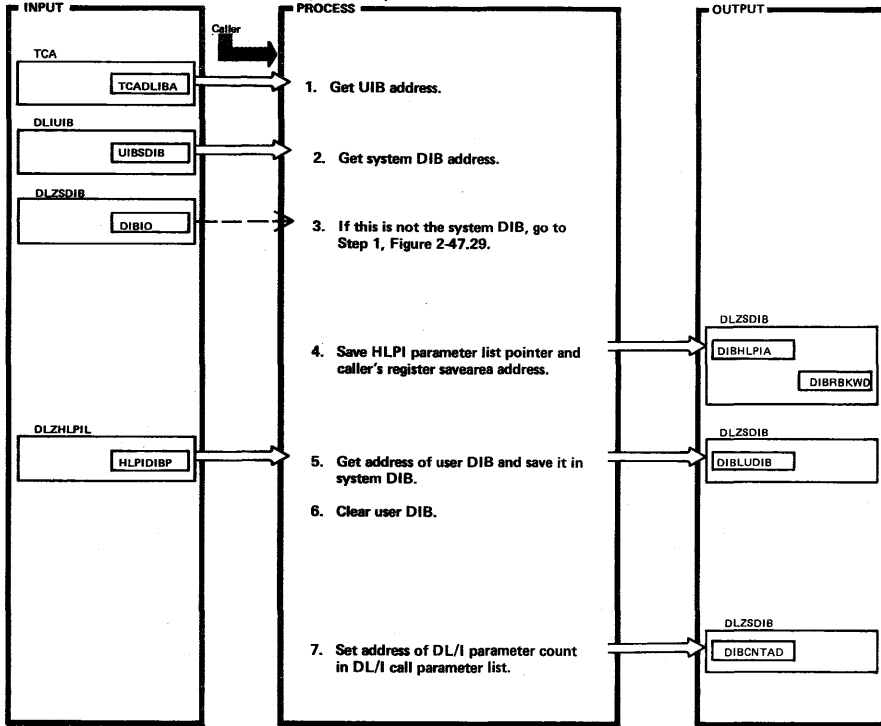 INPUT
PROCESS
OUTPUT
Caller
TCA
TCADLIBA
1. Get UIB address.
DLIUIB
UIBSDIB
2. Get system DIB address.
DLZSDIB
DIBIO
3. If this is not the system DIB, go to
Step 1, Figure 2-47.29.
DLZSDIB
4. Save HLPI parameter list pointer and
caller's register savearea address.
DIBHLPIA
DIBRBKWD
DLZHLPIL
HLPIDIBP
5. Get address of user DIB and save it in
system DIB.
DLZSDIB
DIBLUDIB
6. Clear user DIB.
DLZSDIB
7. Set address of DL/I parameter count
in DL/I call parameter list.
DIBCNTAD